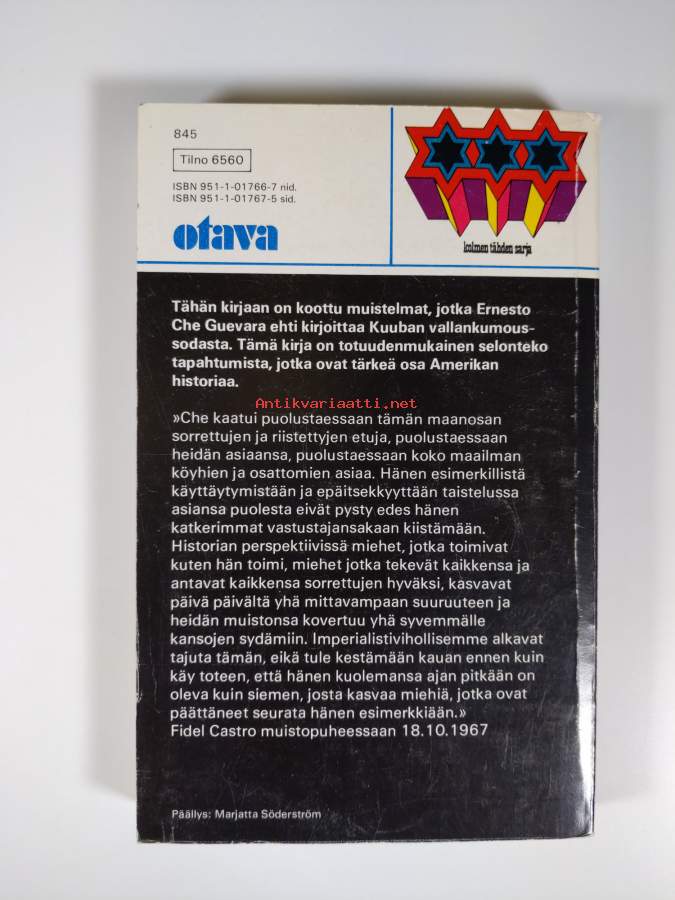 845
Tilno 6560
ISBN 951-1-01766-7 nid.
ISBN 951-1-01767-5 sid.
otava
kolmen tähden sarja
Tähän kirjaan on koottu muistelmat, jotka Ernesto
Che Guevara ehti kirjoittaa Kuuban vallankumous-
sodasta. Tämä kirja on totuudenmukainen selonteko
tapahtumista, jotka ovat tärkeä osa Amerikan
historiaa.
Antikvariaatti.net
»Che kaatui puolustaessaan tämän maanosan
sorrettujen ja riistettyjen etuja, puolustaessaan
heidän asiaansa, puolustaessaan koko maailman
köyhien ja osattomien asiaa. Hänen esimerkillistä
käyttäytymistään ja epäitsekkyyttään taistelussa
asiansa puolesta eivät pysty edes hänen
katkerimmat vastustajansakaan kiistämään.
Historian perspektiivissä miehet, jotka toimivat
kuten hän toimi, miehet jotka tekevät kaikkensa ja
antavat kaikkensa sorrettujen hyväksi, kasvavat
päivä päivältä yhä mittavampaan suuruuteen ja
heidän muistonsa kovertuu yhä syvemmälle
kansojen sydämiin. Imperialistivihollisemme alkavat
tajuta tämän, eikä tule kestämään kauan ennen kuin
käy toteen, että hänen kuolemansa ajan pitkään on
oleva kuin siemen, josta kasvaa miehiä, jotka ovat
päättäneet seurata hänen esimerkkiään.»
Fidel Castro muistopuheessaan 18.10.1967
Päällys: Marjatta Söderström